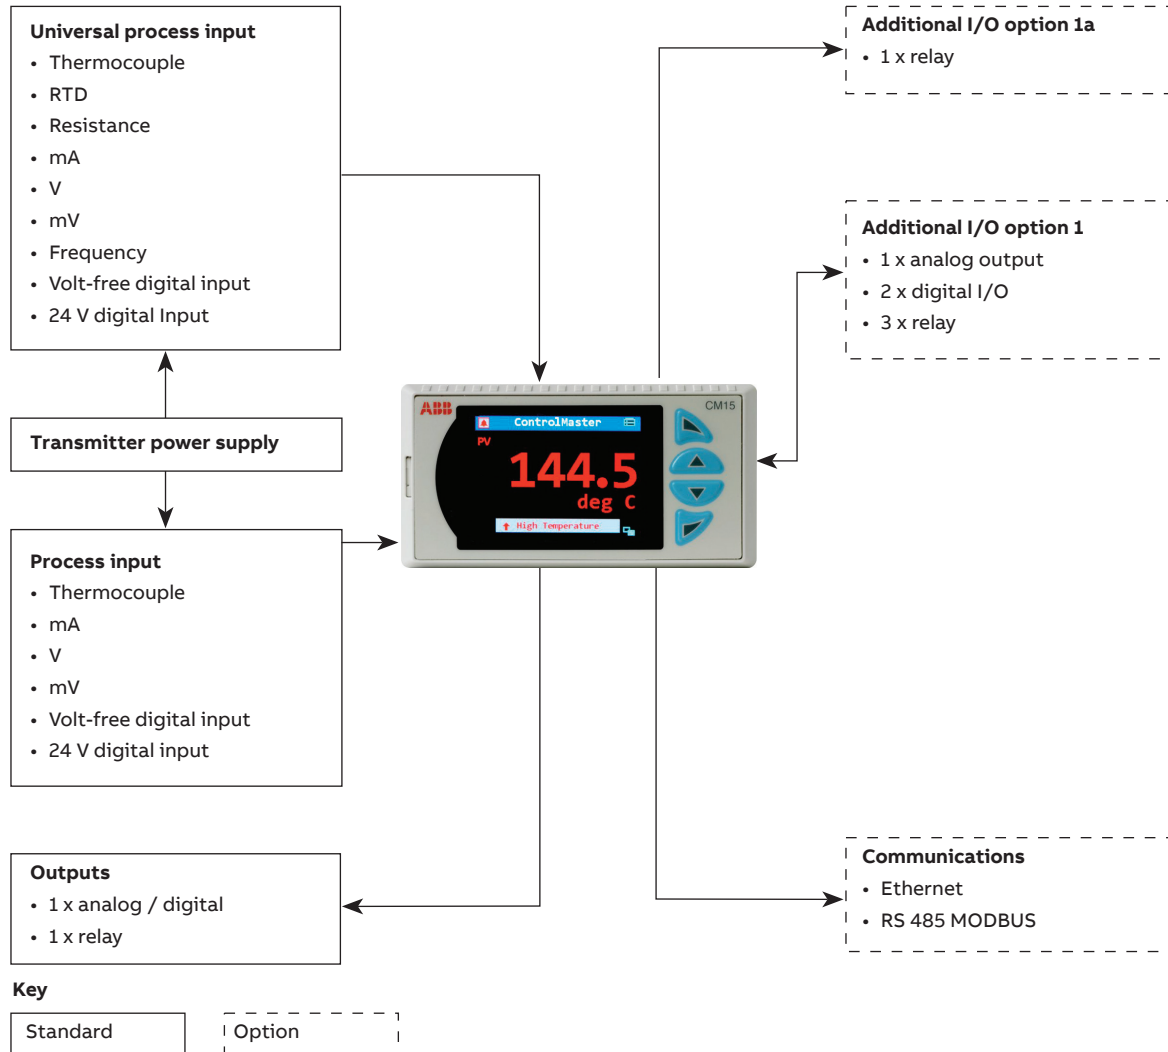 Universal process input
• Thermocouple
• RTD
• Resistance
• mA
• V
• mV
• Frequency
• Volt-free digital input
• 24 V digital Input
Transmitter power supply
Process input
• Thermocouple
• mA
• V
• mV
• Volt-free digital input
• 24 V digital input
Outputs
• 1 x analog / digital
• 1 x relay
Additional I/O option 1a
• 1 x relay
Additional I/O option 1
• 1 x analog output
• 2 x digital I/O
• 3 x relay
ABB
CM15
ControlMaster
PV
144.5
deg C
High Temperature
Communications
• Ethernet
• RS 485 MODBUS
Key
Standard
Option